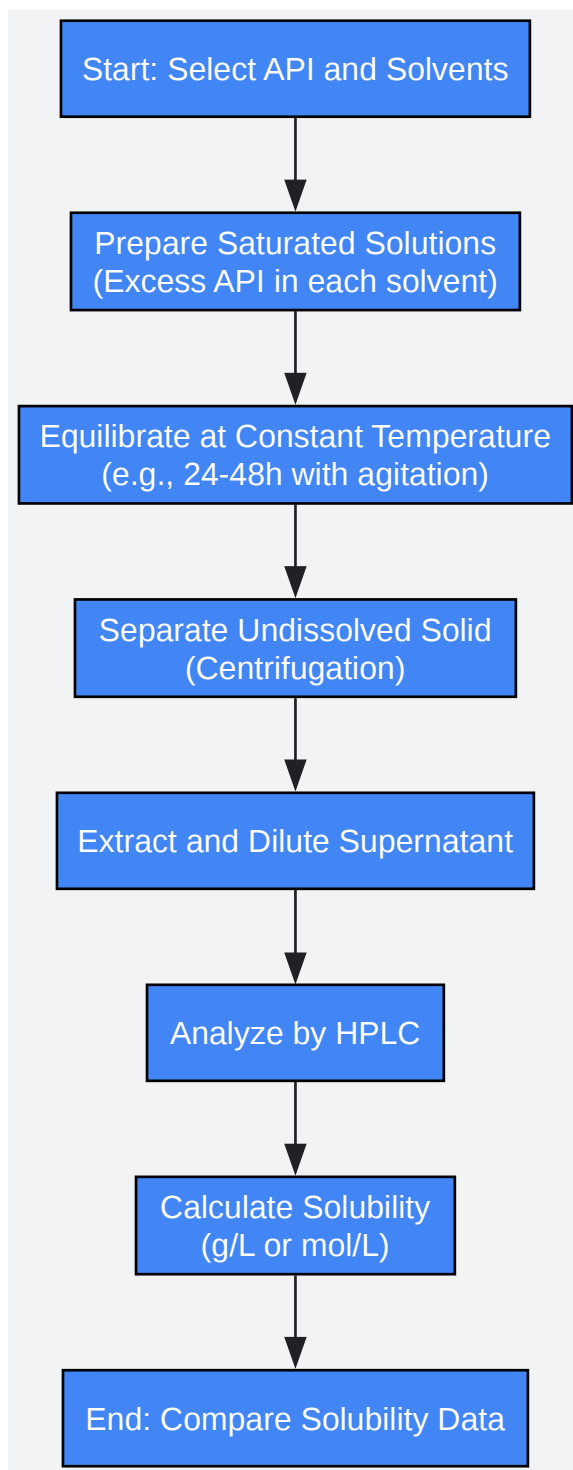 Start: Select API and Solvents
Prepare Saturated Solutions
(Excess API in each solvent)
Equilibrate at Constant Temperature
(e.g., 24-48h with agitation)
Separate Undissolved Solid
(Centrifugation)
Extract and Dilute Supernatant
Analyze by HPLC
Calculate Solubility
(g/L or mol/L)
End: Compare Solubility Data